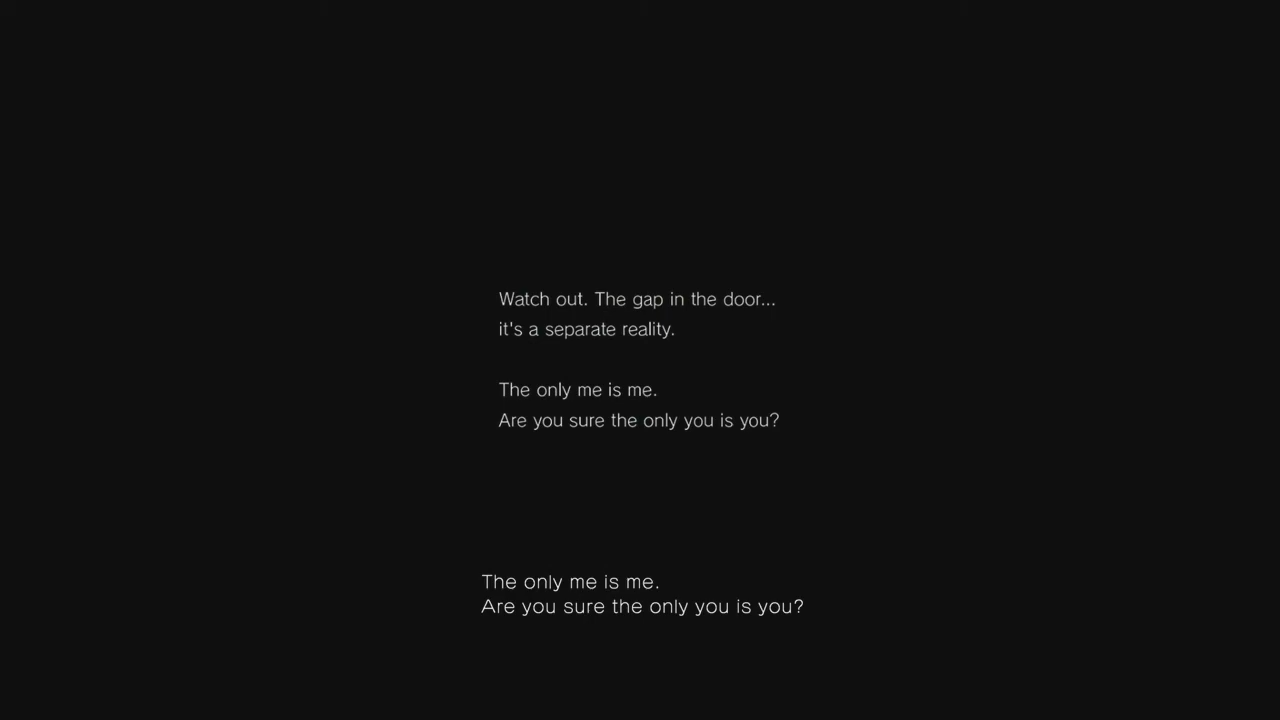 Watch out. The gap in the door...
it's a separate reality.
The only me is me.
Are you sure the only you is you?
The only me is me.
Are you sure the only you is you?